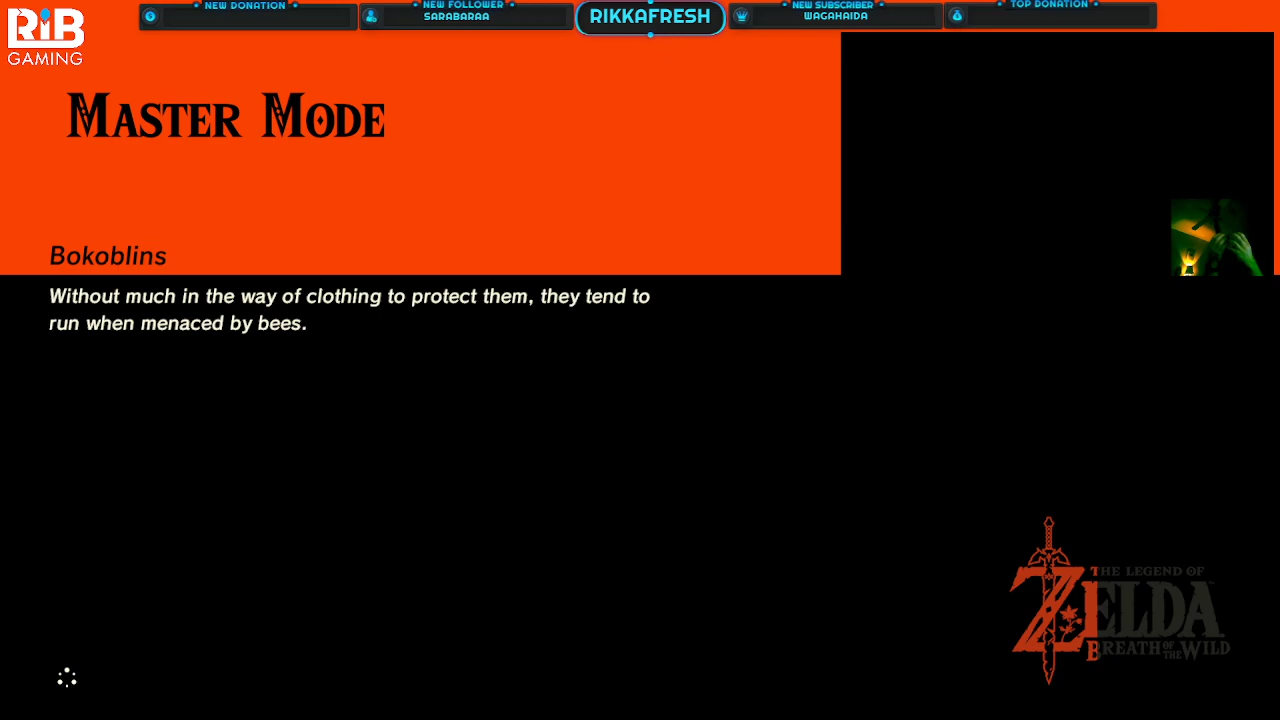 RiB
GAMING
NEW DONATION
NEW FOLLOWER
SARABARAA
RIKKAFRESH
NEW SUBSCRIBER
WAGAHAIDA
TOP DONATION
MASTER MODE
Bokoblins
Without much in the way of clothing to protect them, they tend to
run when menaced by bees.
THE LEGEND OF
ZELDA
BREATH OF THE WILD